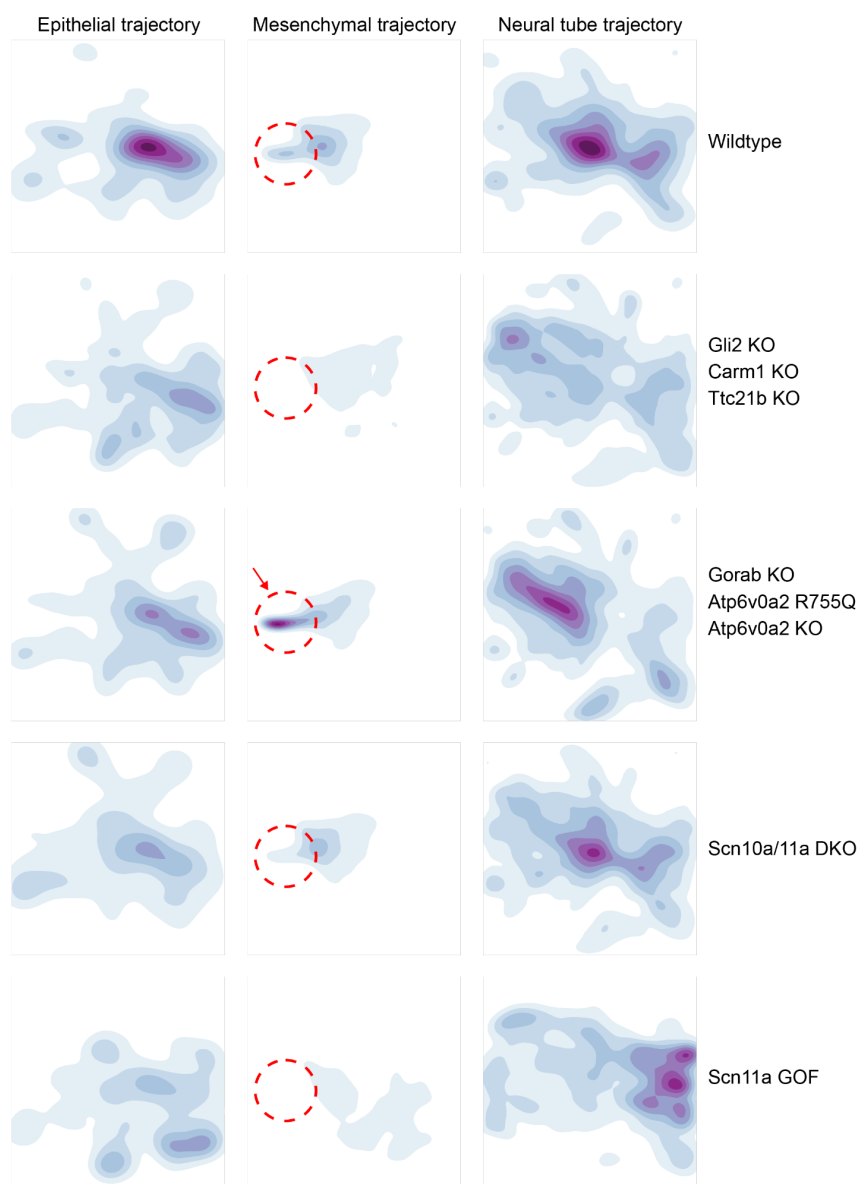 Epithelial trajectory
Mesenchymal trajectory
Neural tube trajectory
Wildtype
Gli2 KO
Carm1 KO
Ttc21b KO
Gorab KO
Atp6v0a2 R755Q
Atp6v0a2 KO
Scn10a/11a DKO
Scn11a GOF